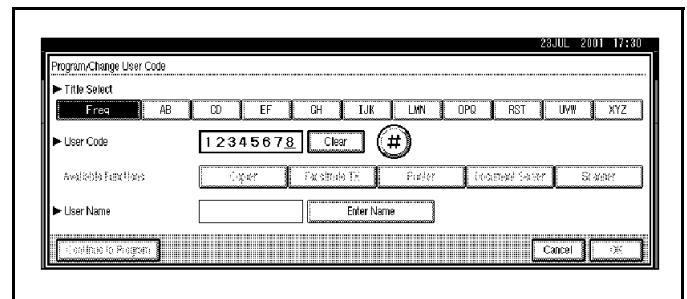 23JUL 2001 17:30
Program/Change User Code
► Title Select
Freq AB CD EF GH IJK LMN OPQ RST UVW XYZ
► User Code 12345678 Clear #
Available Functions Copier Facsimile TX Printer Document Server Scanner
► User Name Enter Name
Continue to Program Cancel OK